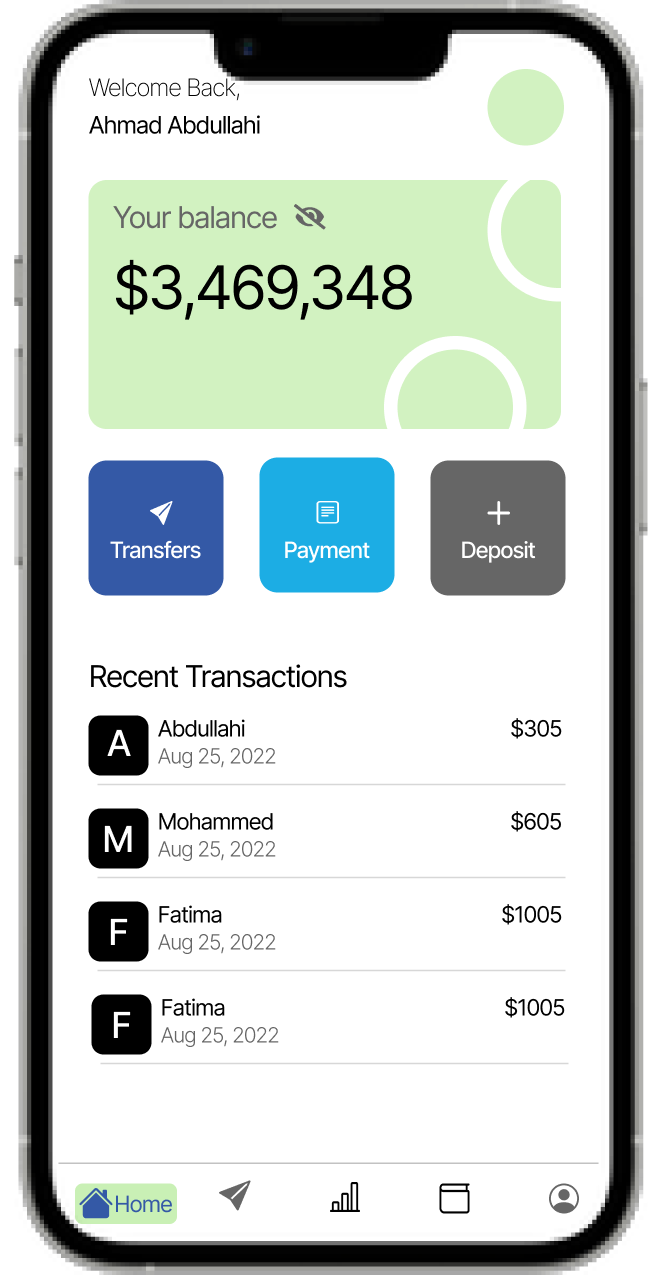 Welcome Back,
Ahmad Abdullahi
Your balance
$3,469,348
Transfers
Payment
Deposit
Recent Transactions
A
Abdullahi
$305
Aug 25, 2022
M
Mohammed
$605
Aug 25, 2022
F
Fatima
$1005
Aug 25, 2022
F
Fatima
$1005
Aug 25, 2022
Home